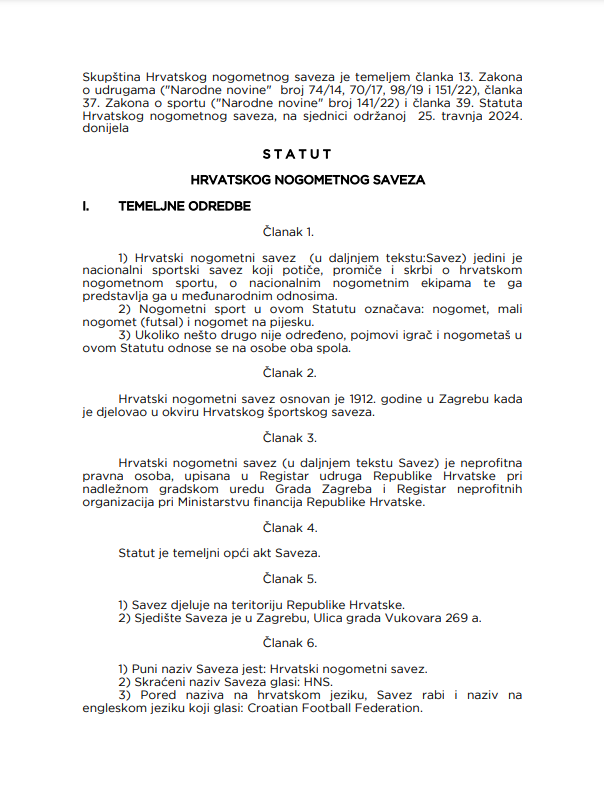 Skupština Hrvatskog nogometnog saveza je temeljem članka 13. Zakona
o udrugama ("Narodne novine"  broj 74/14, 70/17, 98/19 i 151/22), članka
37. Zakona o sportu ("Narodne novine" broj 141/22) i članka 39. Statuta
Hrvatskog nogometnog saveza, na sjednici održanoj  25. travnja 2024.
donijela
S T A T U T
HRVATSKOG NOGOMETNOG SAVEZA
I. TEMELJNE ODREDBE
Članak 1.
1) Hrvatski nogometni savez  (u daljnjem tekstu:Savez) jedini je
nacionalni sportski savez koji potiče, promiče i skrbi o hrvatskom
nogometnom sportu, o nacionalnim nogometnim ekipama te ga
predstavlja ga u međunarodnim odnosima.
2) Nogometni sport u ovom Statutu označava: nogomet, mali
nogomet (futsal) i nogomet na pijesku.
3) Ukoliko nešto drugo nije određeno, pojmovi igrač i nogometaš u
ovom Statutu odnose se na osobe oba spola.
Članak 2.
Hrvatski nogometni savez osnovan je 1912. godine u Zagrebu kada
je djelovao u okviru Hrvatskog športskog saveza.
Članak 3.
Hrvatski nogometni savez (u daljnjem tekstu Savez) je neprofitna
pravna osoba, upisana u Registar udruga Republike Hrvatske pri
nadležnom gradskom uredu Grada Zagreba i Registar neprofitnih
organizacija pri Ministarstvu financija Republike Hrvatske.
Članak 4.
Statut je temeljni opći akt Saveza.
Članak 5.
1) Savez djeluje na teritoriju Republike Hrvatske.
2) Sjedište Saveza je u Zagrebu, Ulica grada Vukovara 269 a.
Članak 6.
1) Puni naziv Saveza jest: Hrvatski nogometni savez.
2) Skraćeni naziv Saveza glasi: HNS.
3) Pored naziva na hrvatskom jeziku, Savez rabi i naziv na
engleskom jeziku koji glasi: Croatian Football Federation.